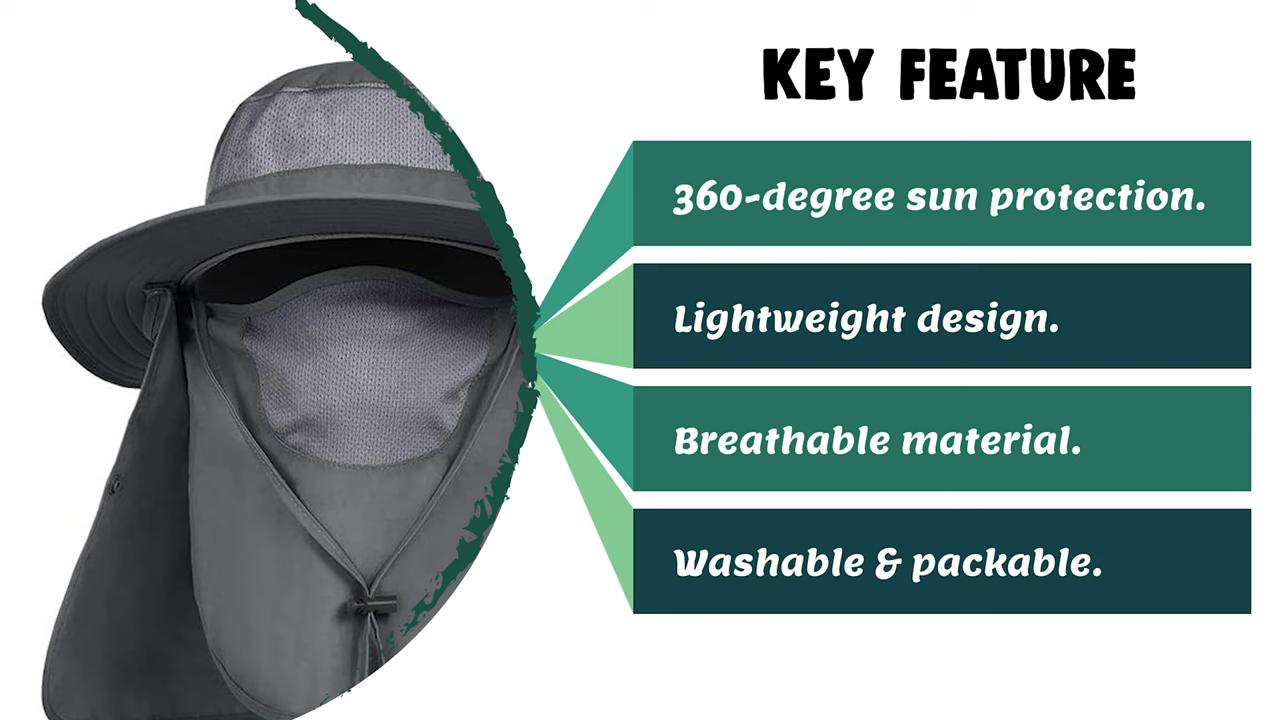 KEY FEATURE
360-degree sun protection.
Lightweight design.
Breathable material.
Washable & packable.